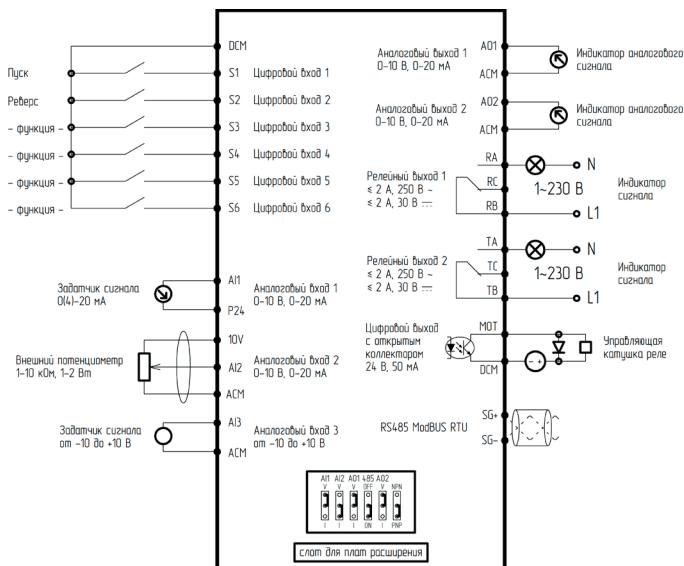 DCM
Пуск
S1 Цифровой вход 1
Реверс
S2 Цифровой вход 2
– функция –
S3 Цифровой вход 3
– функция –
S4 Цифровой вход 4
– функция –
S5 Цифровой вход 5
– функция –
S6 Цифровой вход 6
Задатчик сигнала
0(4)–20 мА
AI1
P24
Аналоговый вход 1
0–10 В, 0–20 мА
Внешний потенциометр
1–10 кОм, 1–2 Вт
10V
AI2
ACM
Аналоговый вход 2
0–10 В, 0–20 мА
Задатчик сигнала
от –10 до +10 В
AI3
ACM
Аналоговый вход 3
от –10 до +10 В
Аналоговый выход 1
0–10 В, 0–20 мА
AO1
ACM
Индикатор аналогового
сигнала
Аналоговый выход 2
0–10 В, 0–20 мА
AO2
ACM
Индикатор аналогового
сигнала
Релейный выход 1
≤ 2 А, 250 В ~
≤ 2 А, 30 В ⎓
RA
RC
RB
N
1~230 В
L1
Индикатор
сигнала
Релейный выход 2
≤ 2 А, 250 В ~
≤ 2 А, 30 В ⎓
TA
TC
TB
N
1~230 В
L1
Индикатор
сигнала
Цифровой выход
с открытым
коллектором
24 В, 50 мА
MOT
DCM
– +
Управляющая
катушка реле
RS485 ModBUS RTU
SG+
SG–
AI1 AI2 AO1 485 AO2
V V V OFF V NPN
I I I ON I PNP
слот для плат расширения